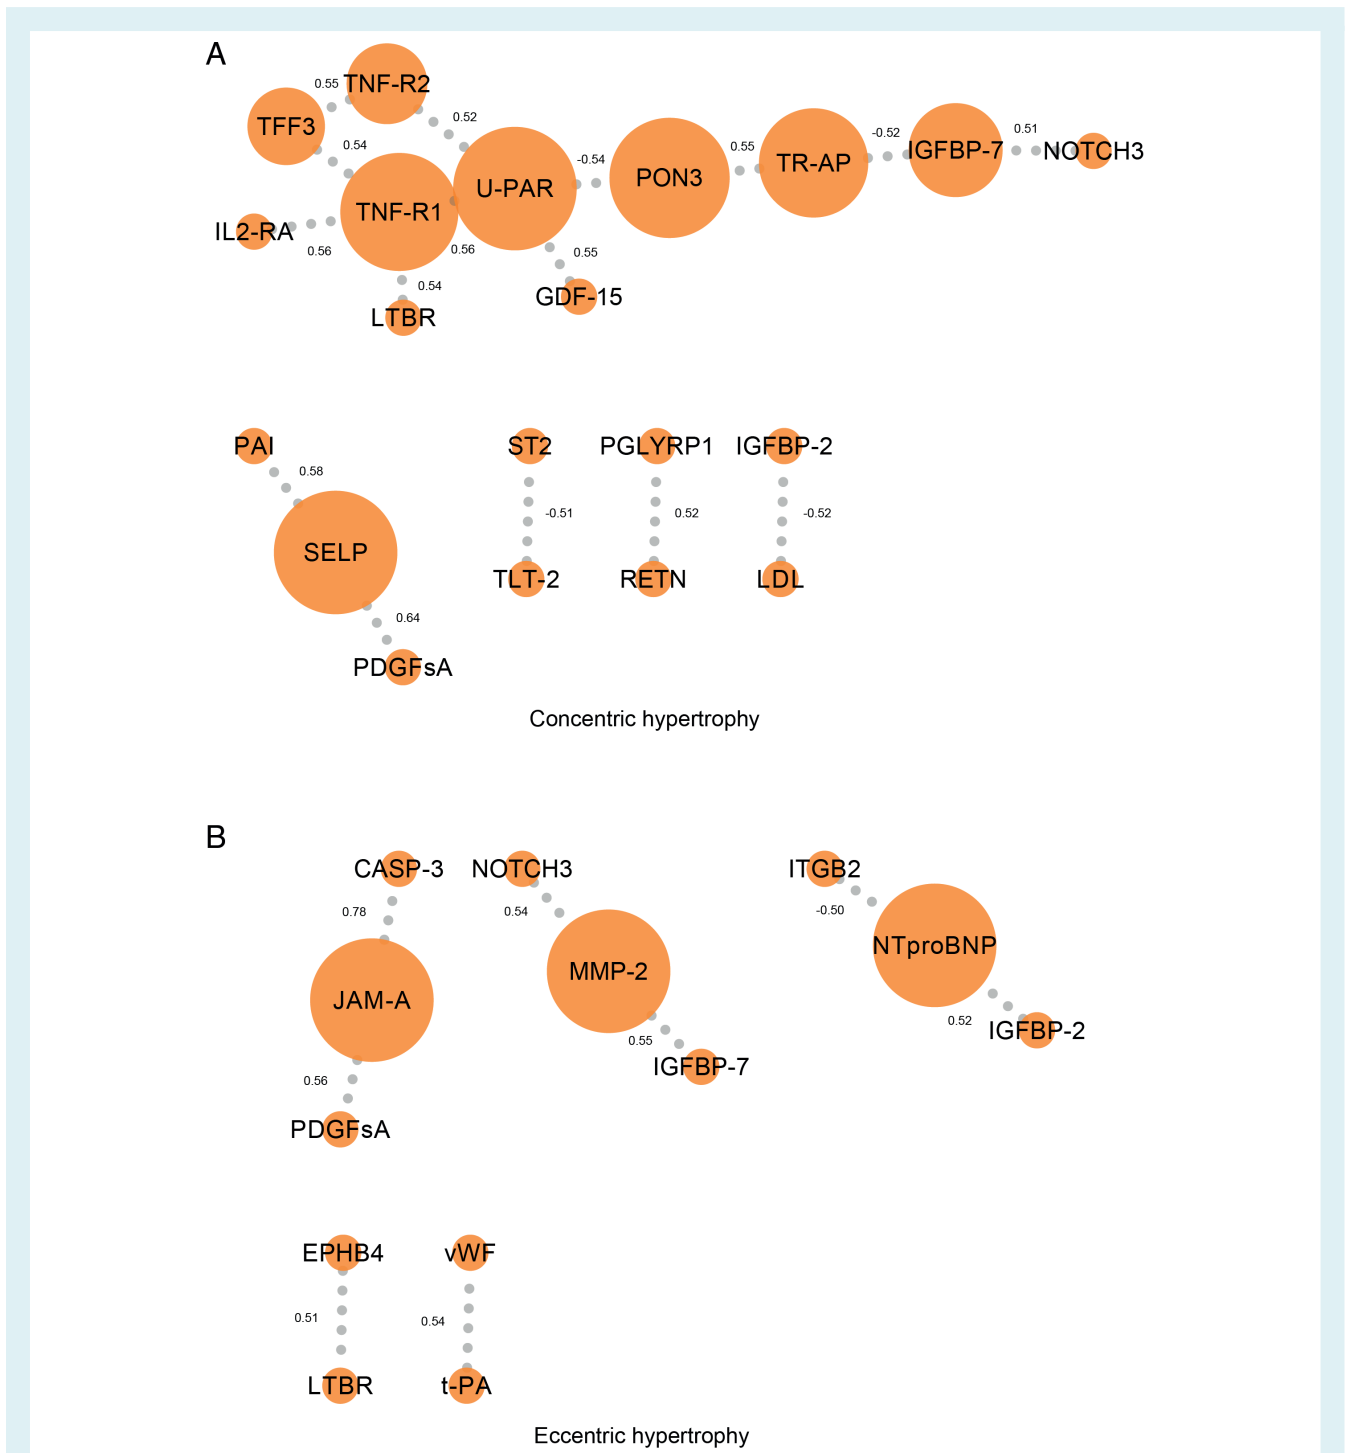 A
TNF-R2
0.55
TFF3
0.52
0.54
TNF-R1
U-PAR
-0.54
PON3
0.55
TR-AP
-0.52
IGFBP-7
0.51
NOTCH3
IL2-RA
0.56
0.56
0.55
GDF-15
0.54
LTBR
PAI
0.58
SELP
0.64
PDGFsA
ST2
-0.51
TLT-2
PGLYRP1
0.52
RETN
IGFBP-2
-0.52
LDL
Concentric hypertrophy
B
CASP-3
0.78
JAM-A
0.56
PDGFsA
NOTCH3
0.54
MMP-2
0.55
IGFBP-7
ITGB2
-0.50
NTproBNP
0.52
IGFBP-2
EPHB4
0.51
LTBR
vWF
0.54
t-PA
Eccentric hypertrophy